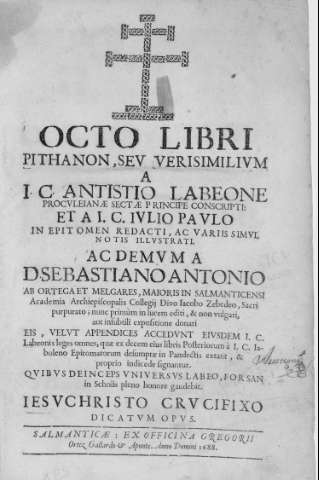 OCTO LIBRI
PITHANON, SEV VERISIMILIVM
A
I. C. ANTISTIO LABEONE
PROCVLEIANÆ SECTÆ PRINCIPE CONSCRIPTI:
ET A I. C. IVLIO PAVLO
IN EPITOMEN REDACTI, AC VARIIS SIMVL
NOTIS ILLVSTRATI.
AC DEMVM A
D. SEBASTIANO ANTONIO
AB ORTEGA ET MELGARES, MAIORIS IN SALMANTICENSI
Academia Archiepiscopalis Collegij Divo Iacobo Zebedeo, Sacri
purpurato; nunc primùm in lucem editi, & non vulgari,
aut insibili expositione donati
EIS, VELVT APPENDICES ACCEDVNT EIUSDEM I. C.
Labeonis leges omnes, quæ ex decem eius libris Posteriorum à I. C. Ia-
boleno Epitomatorum desumptæ in Pandectis extant, &
proprio indice designantur.
QVIBVS DEINCEPS VNIVERSVS LABEO, FORSAN
in Scholis pleno honore gaudebit.
IESVCHRISTO CRVCIFIXO
DICATVM OPVS.
SALMANTICÆ: EX OFFICINA GREGORII
Ortiz Gallardo & Aponte. Anno Domini 1688.